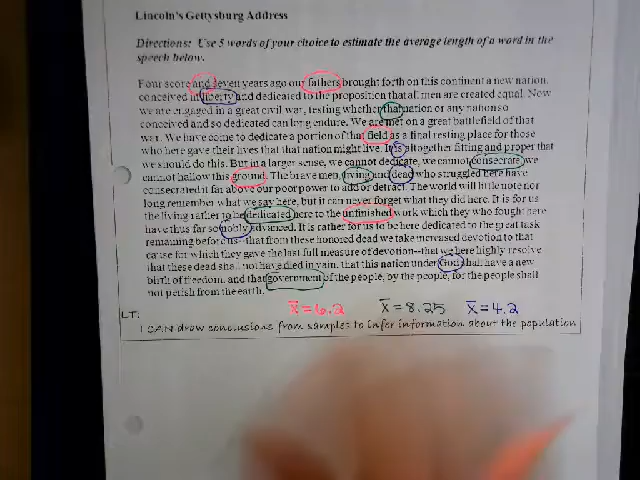 Lincoln's Gettysburg Address
Directions: Use 5 words of your choice to estimate the average length of a word in the
speech below.
Four score and seven years ago our fathers brought forth on this continent a new nation,
conceived in liberty and dedicated to the proposition that all men are created equal. Now
we are engaged in a great civil war, testing whether that nation or any nation so
conceived and so dedicated can long endure. We are met on a great battlefield of that
war. We have come to dedicate a portion of that field as a final resting place for those
who here gave their lives that that nation might live. It is altogether fitting and proper that
we should do this. But in a larger sense, we cannot dedicate, we cannot consecrate we
cannot hallow this ground. The brave men, living and dead who struggled here have
consecrated it far above our poor power to add or detract. The world will little note nor
long remember what we say here, but it can never forget what they did here. It is for us
the living rather to be dedicated here to the unfinished work which they who fought here
have thus far so nobly advanced. It is rather for us to be here dedicated to the great task
remaining before us--that from these honored dead we take increased devotion to that
cause for which they gave the last full measure of devotion--that we here highly resolve
that these dead shall not have died in vain, that this nation under God shall have a new
birth of freedom, and that government of the people, by the people, for the people shall
not perish from the earth.
x̄ = 6.2 x̄ = 8.25 x̄ = 4.2
LT:
I CAN draw conclusions from samples to infer information about the population